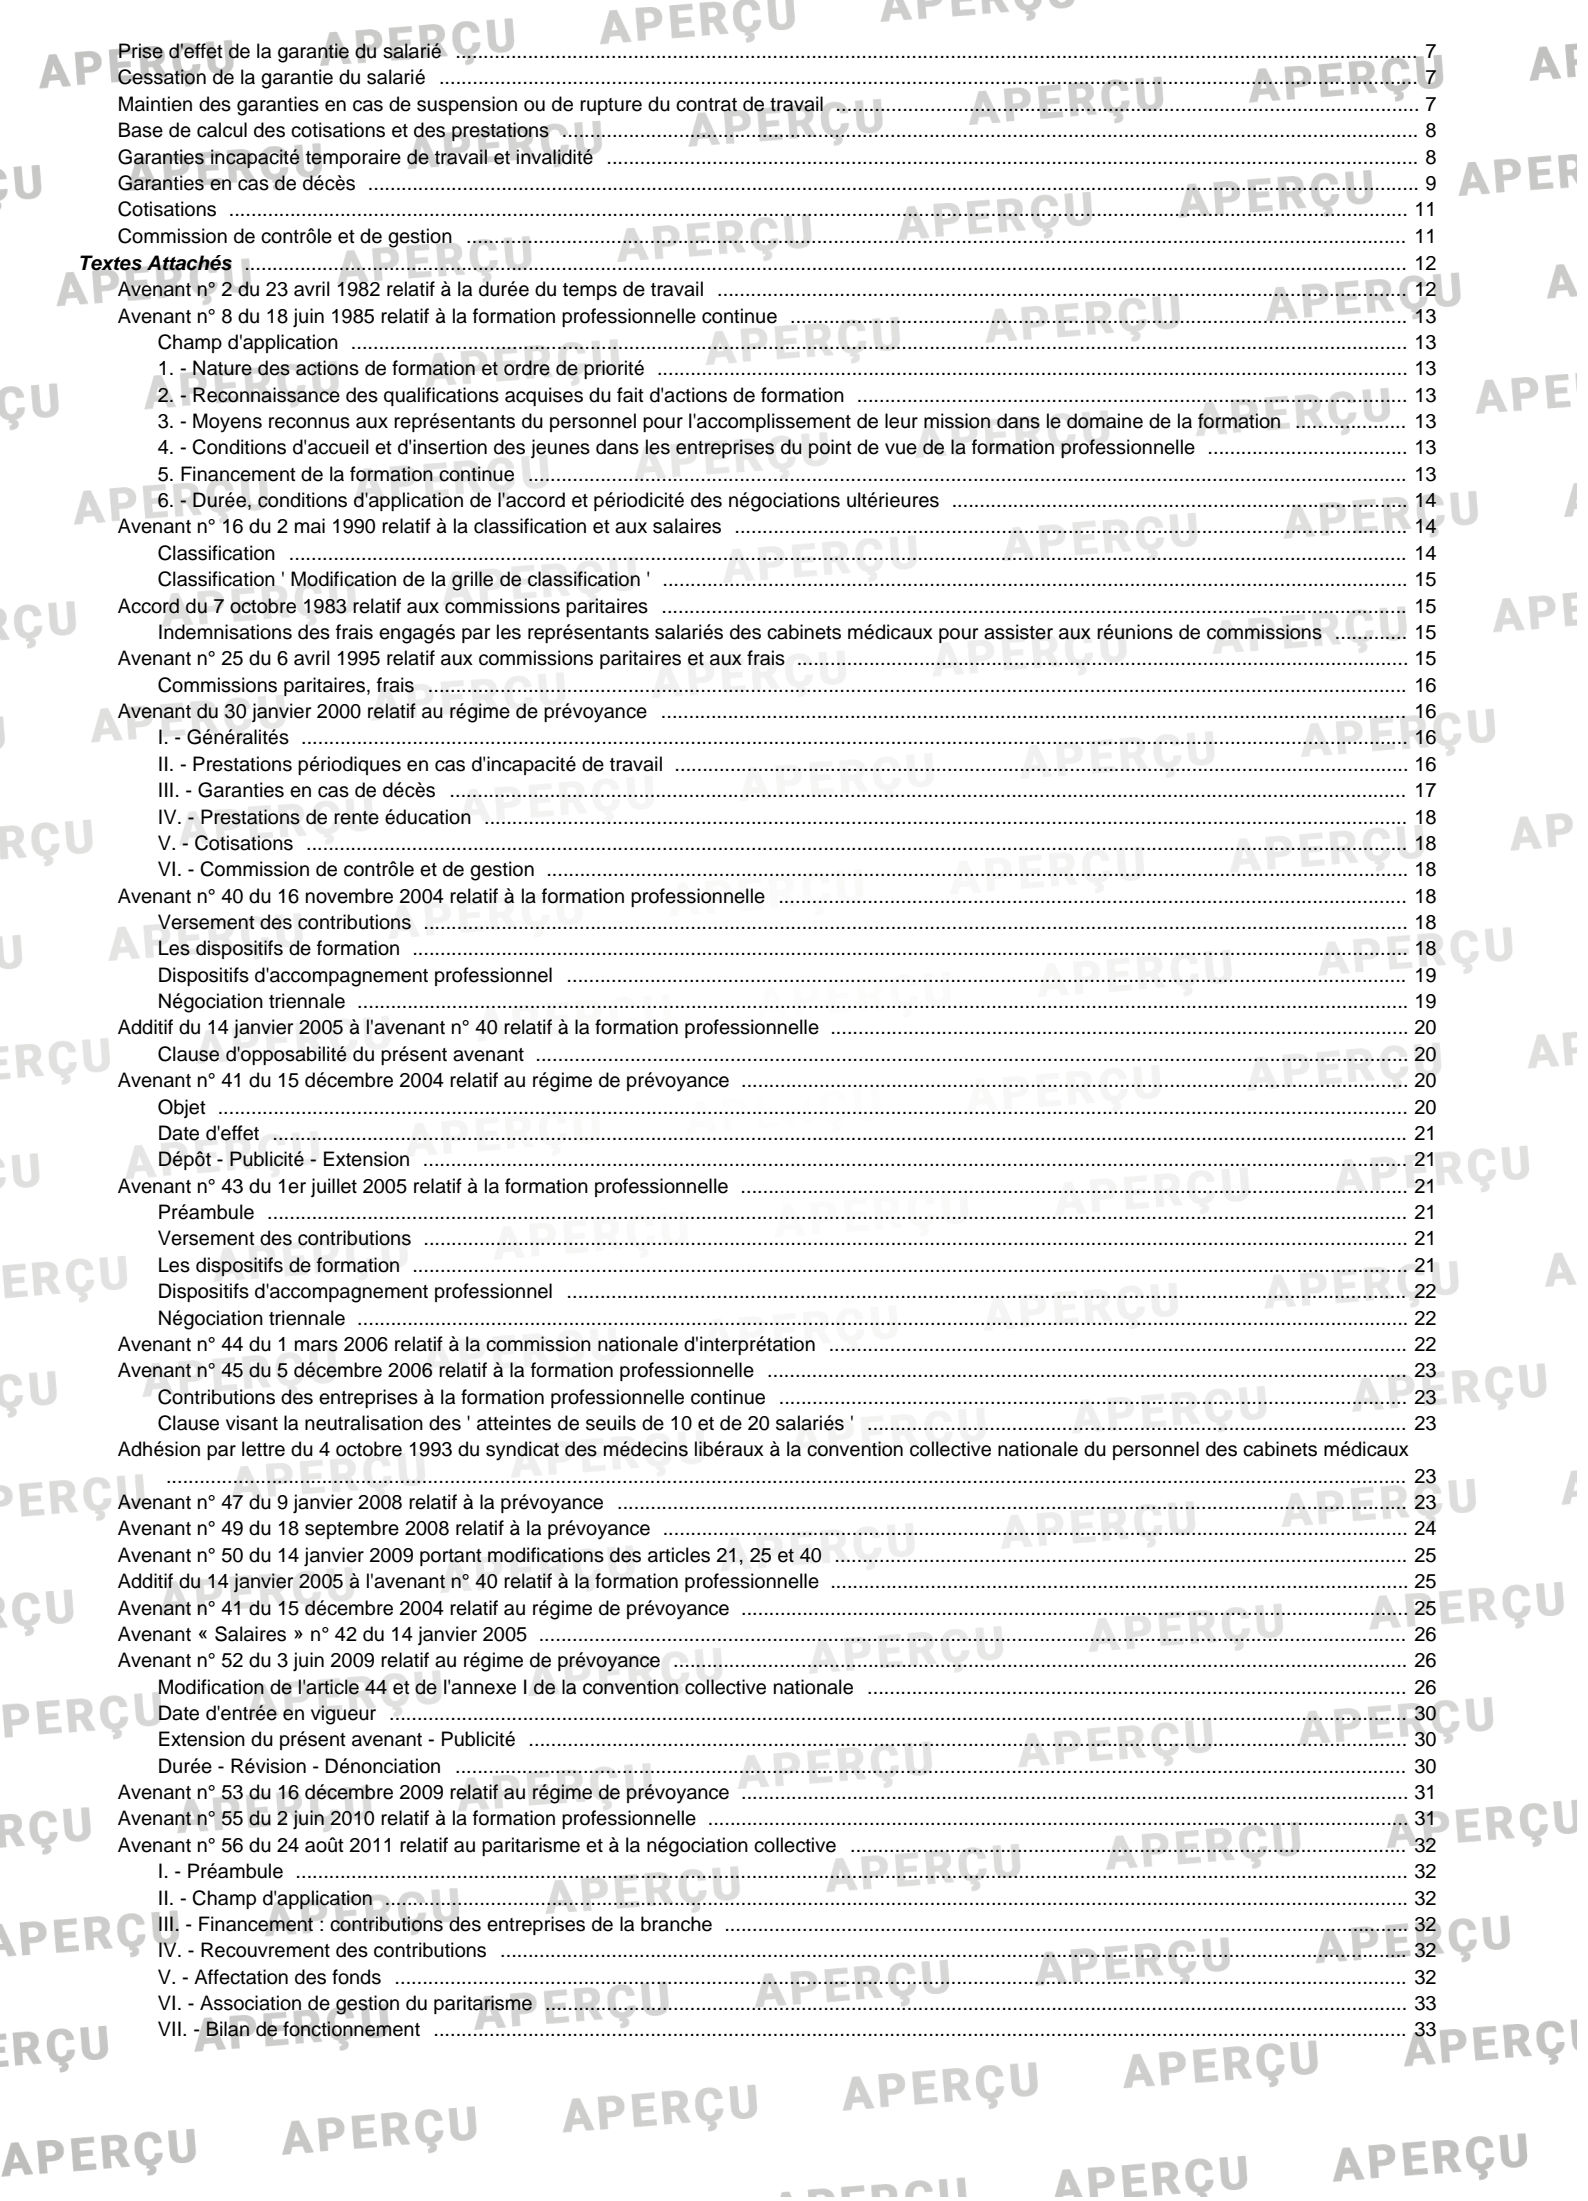 Prise d'effet de la garantie du salarié ........ 7
Cessation de la garantie du salarié ........ 7
Maintien des garanties en cas de suspension ou de rupture du contrat de travail ........ 7
Base de calcul des cotisations et des prestations ........ 8
Garanties incapacité temporaire de travail et invalidité ........ 8
Garanties en cas de décès ........ 9
Cotisations ........ 11
Commission de contrôle et de gestion ........ 11
Textes Attachés ........ 12
Avenant n° 2 du 23 avril 1982 relatif à la durée du temps de travail ........ 12
Avenant n° 8 du 18 juin 1985 relatif à la formation professionnelle continue ........ 13
Champ d'application ........ 13
1. - Nature des actions de formation et ordre de priorité ........ 13
2. - Reconnaissance des qualifications acquises du fait d'actions de formation ........ 13
3. - Moyens reconnus aux représentants du personnel pour l'accomplissement de leur mission dans le domaine de la formation ........ 13
4. - Conditions d'accueil et d'insertion des jeunes dans les entreprises du point de vue de la formation professionnelle ........ 13
5. Financement de la formation continue ........ 13
6. - Durée, conditions d'application de l'accord et périodicité des négociations ultérieures ........ 14
Avenant n° 16 du 2 mai 1990 relatif à la classification et aux salaires ........ 14
Classification ........ 14
Classification ' Modification de la grille de classification ' ........ 15
Accord du 7 octobre 1983 relatif aux commissions paritaires ........ 15
Indemnisations des frais engagés par les représentants salariés des cabinets médicaux pour assister aux réunions de commissions ........ 15
Avenant n° 25 du 6 avril 1995 relatif aux commissions paritaires et aux frais ........ 15
Commissions paritaires, frais ........ 16
Avenant du 30 janvier 2000 relatif au régime de prévoyance ........ 16
I. - Généralités ........ 16
II. - Prestations périodiques en cas d'incapacité de travail ........ 16
III. - Garanties en cas de décès ........ 17
IV. - Prestations de rente éducation ........ 18
V. - Cotisations ........ 18
VI. - Commission de contrôle et de gestion ........ 18
Avenant n° 40 du 16 novembre 2004 relatif à la formation professionnelle ........ 18
Versement des contributions ........ 18
Les dispositifs de formation ........ 18
Dispositifs d'accompagnement professionnel ........ 19
Négociation triennale ........ 19
Additif du 14 janvier 2005 à l'avenant n° 40 relatif à la formation professionnelle ........ 20
Clause d'opposabilité du présent avenant ........ 20
Avenant n° 41 du 15 décembre 2004 relatif au régime de prévoyance ........ 20
Objet ........ 20
Date d'effet ........ 21
Dépôt - Publicité - Extension ........ 21
Avenant n° 43 du 1er juillet 2005 relatif à la formation professionnelle ........ 21
Préambule ........ 21
Versement des contributions ........ 21
Les dispositifs de formation ........ 21
Dispositifs d'accompagnement professionnel ........ 22
Négociation triennale ........ 22
Avenant n° 44 du 1 mars 2006 relatif à la commission nationale d'interprétation ........ 22
Avenant n° 45 du 5 décembre 2006 relatif à la formation professionnelle ........ 23
Contributions des entreprises à la formation professionnelle continue ........ 23
Clause visant la neutralisation des ' atteintes de seuils de 10 et de 20 salariés ' ........ 23
Adhésion par lettre du 4 octobre 1993 du syndicat des médecins libéraux à la convention collective nationale du personnel des cabinets médicaux
........ 23
Avenant n° 47 du 9 janvier 2008 relatif à la prévoyance ........ 23
Avenant n° 49 du 18 septembre 2008 relatif à la prévoyance ........ 24
Avenant n° 50 du 14 janvier 2009 portant modifications des articles 21, 25 et 40 ........ 25
Additif du 14 janvier 2005 à l'avenant n° 40 relatif à la formation professionnelle ........ 25
Avenant n° 41 du 15 décembre 2004 relatif au régime de prévoyance ........ 25
Avenant « Salaires » n° 42 du 14 janvier 2005 ........ 26
Avenant n° 52 du 3 juin 2009 relatif au régime de prévoyance ........ 26
Modification de l'article 44 et de l'annexe I de la convention collective nationale ........ 26
Date d'entrée en vigueur ........ 30
Extension du présent avenant - Publicité ........ 30
Durée - Révision - Dénonciation ........ 30
Avenant n° 53 du 16 décembre 2009 relatif au régime de prévoyance ........ 31
Avenant n° 55 du 2 juin 2010 relatif à la formation professionnelle ........ 31
Avenant n° 56 du 24 août 2011 relatif au paritarisme et à la négociation collective ........ 32
I. - Préambule ........ 32
II. - Champ d'application ........ 32
III. - Financement : contributions des entreprises de la branche ........ 32
IV. - Recouvrement des contributions ........ 32
V. - Affectation des fonds ........ 32
VI. - Association de gestion du paritarisme ........ 33
VII. - Bilan de fonctionnement ........ 33
APERÇU